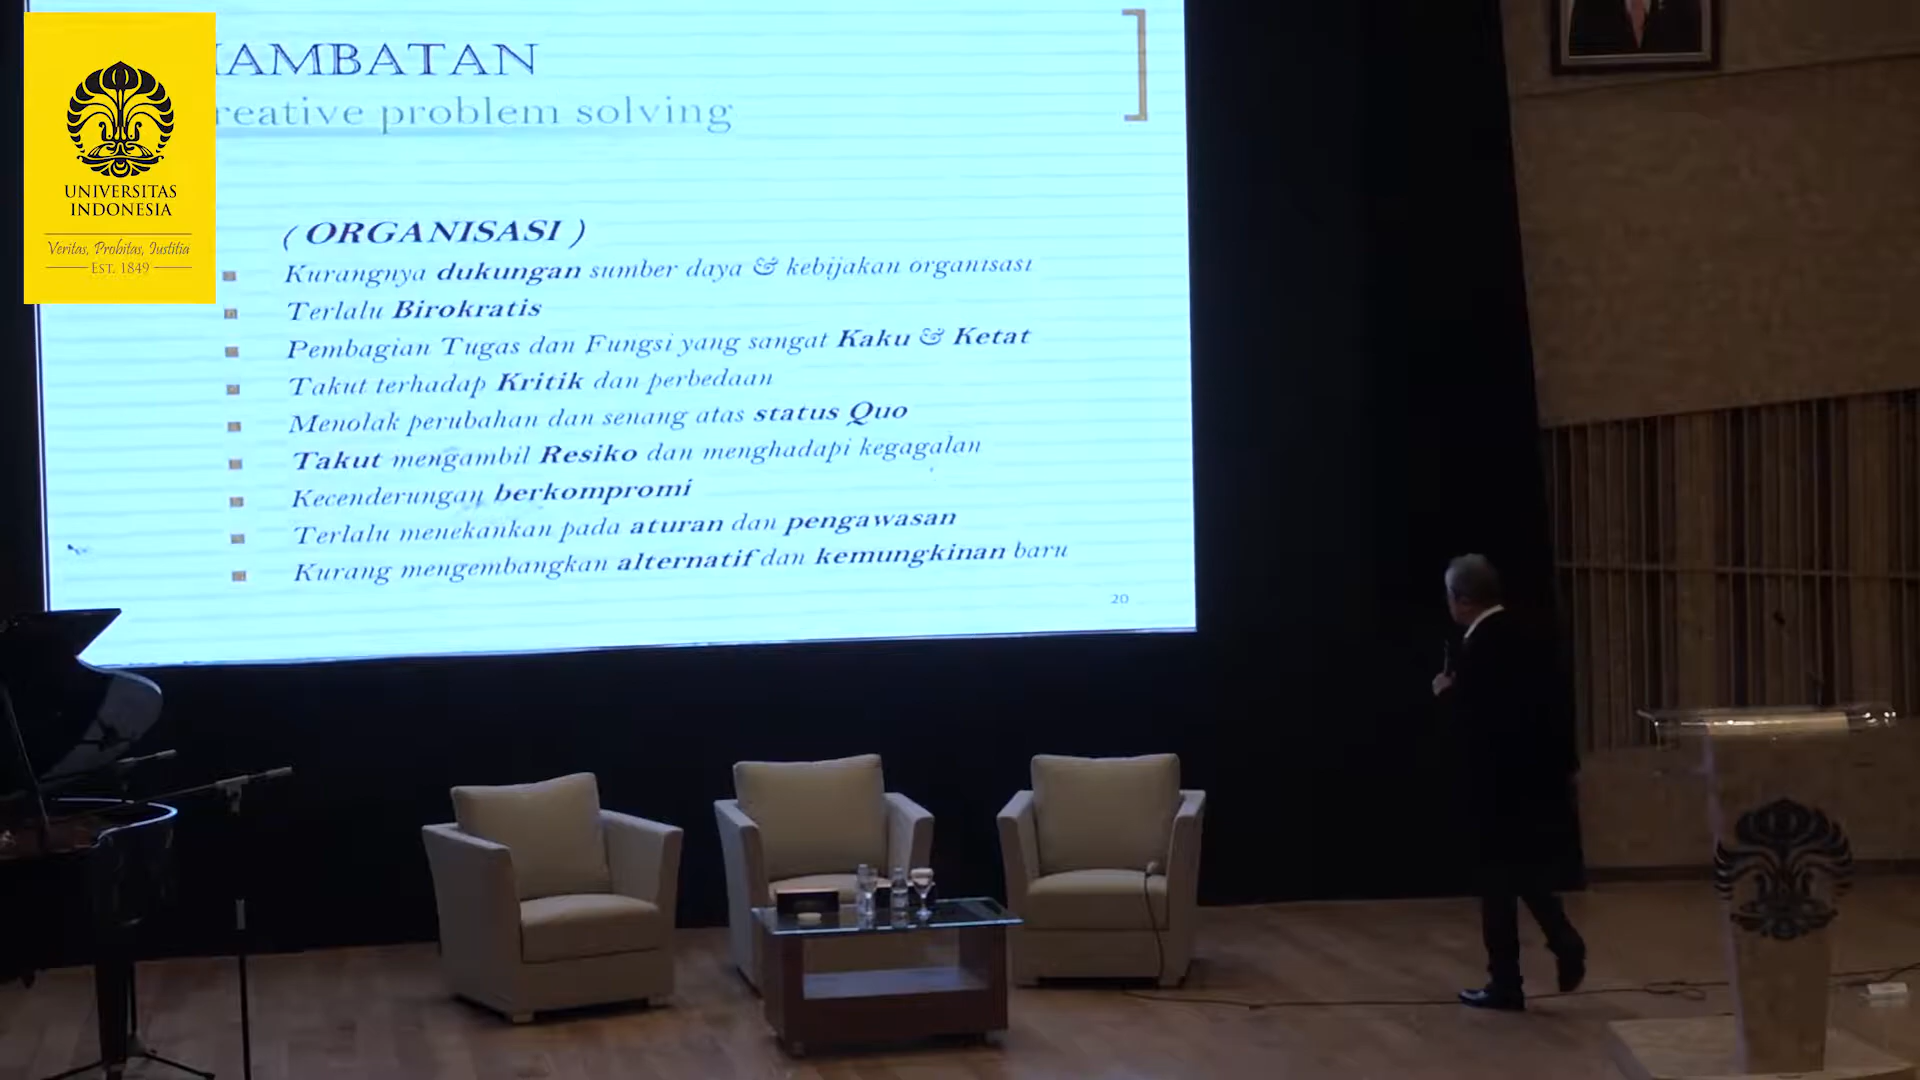 UNIVERSITAS
INDONESIA
Veritas, Probitas, Justitia
EST. 1849
AMBATAN
reative problem solving
( ORGANISASI )
Kurangnya dukungan sumber daya & kebijakan organisasi
Terlalu Birokratis
Pembagian Tugas dan Fungsi yang sangat Kaku & Ketat
Takut terhadap Kritik dan perbedaan
Menolak perubahan dan senang atas status Quo
Takut mengambil Resiko dan menghadapi kegagalan
Kecenderungan berkompromi
Terlalu menekankan pada aturan dan pengawasan
Kurang mengembangkan alternatif dan kemungkinan baru
20